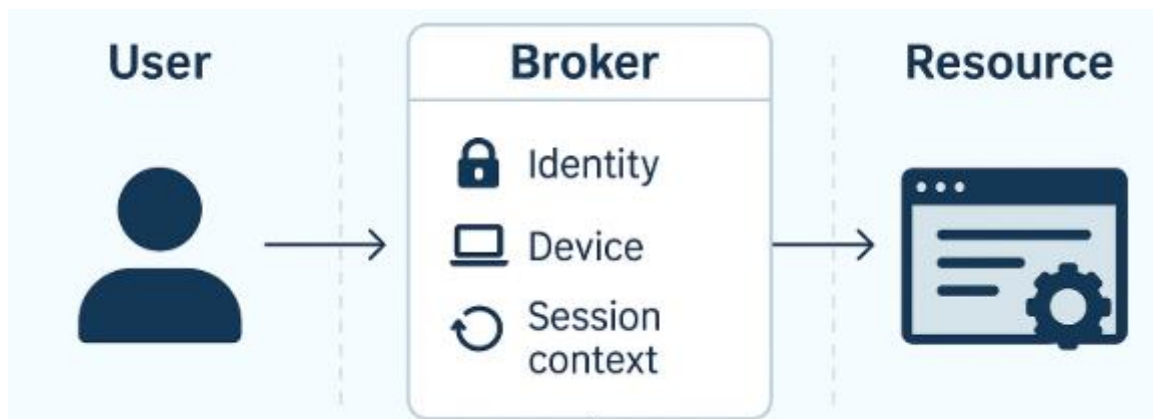 User
Broker
Resource
Identity
Device
Session
context